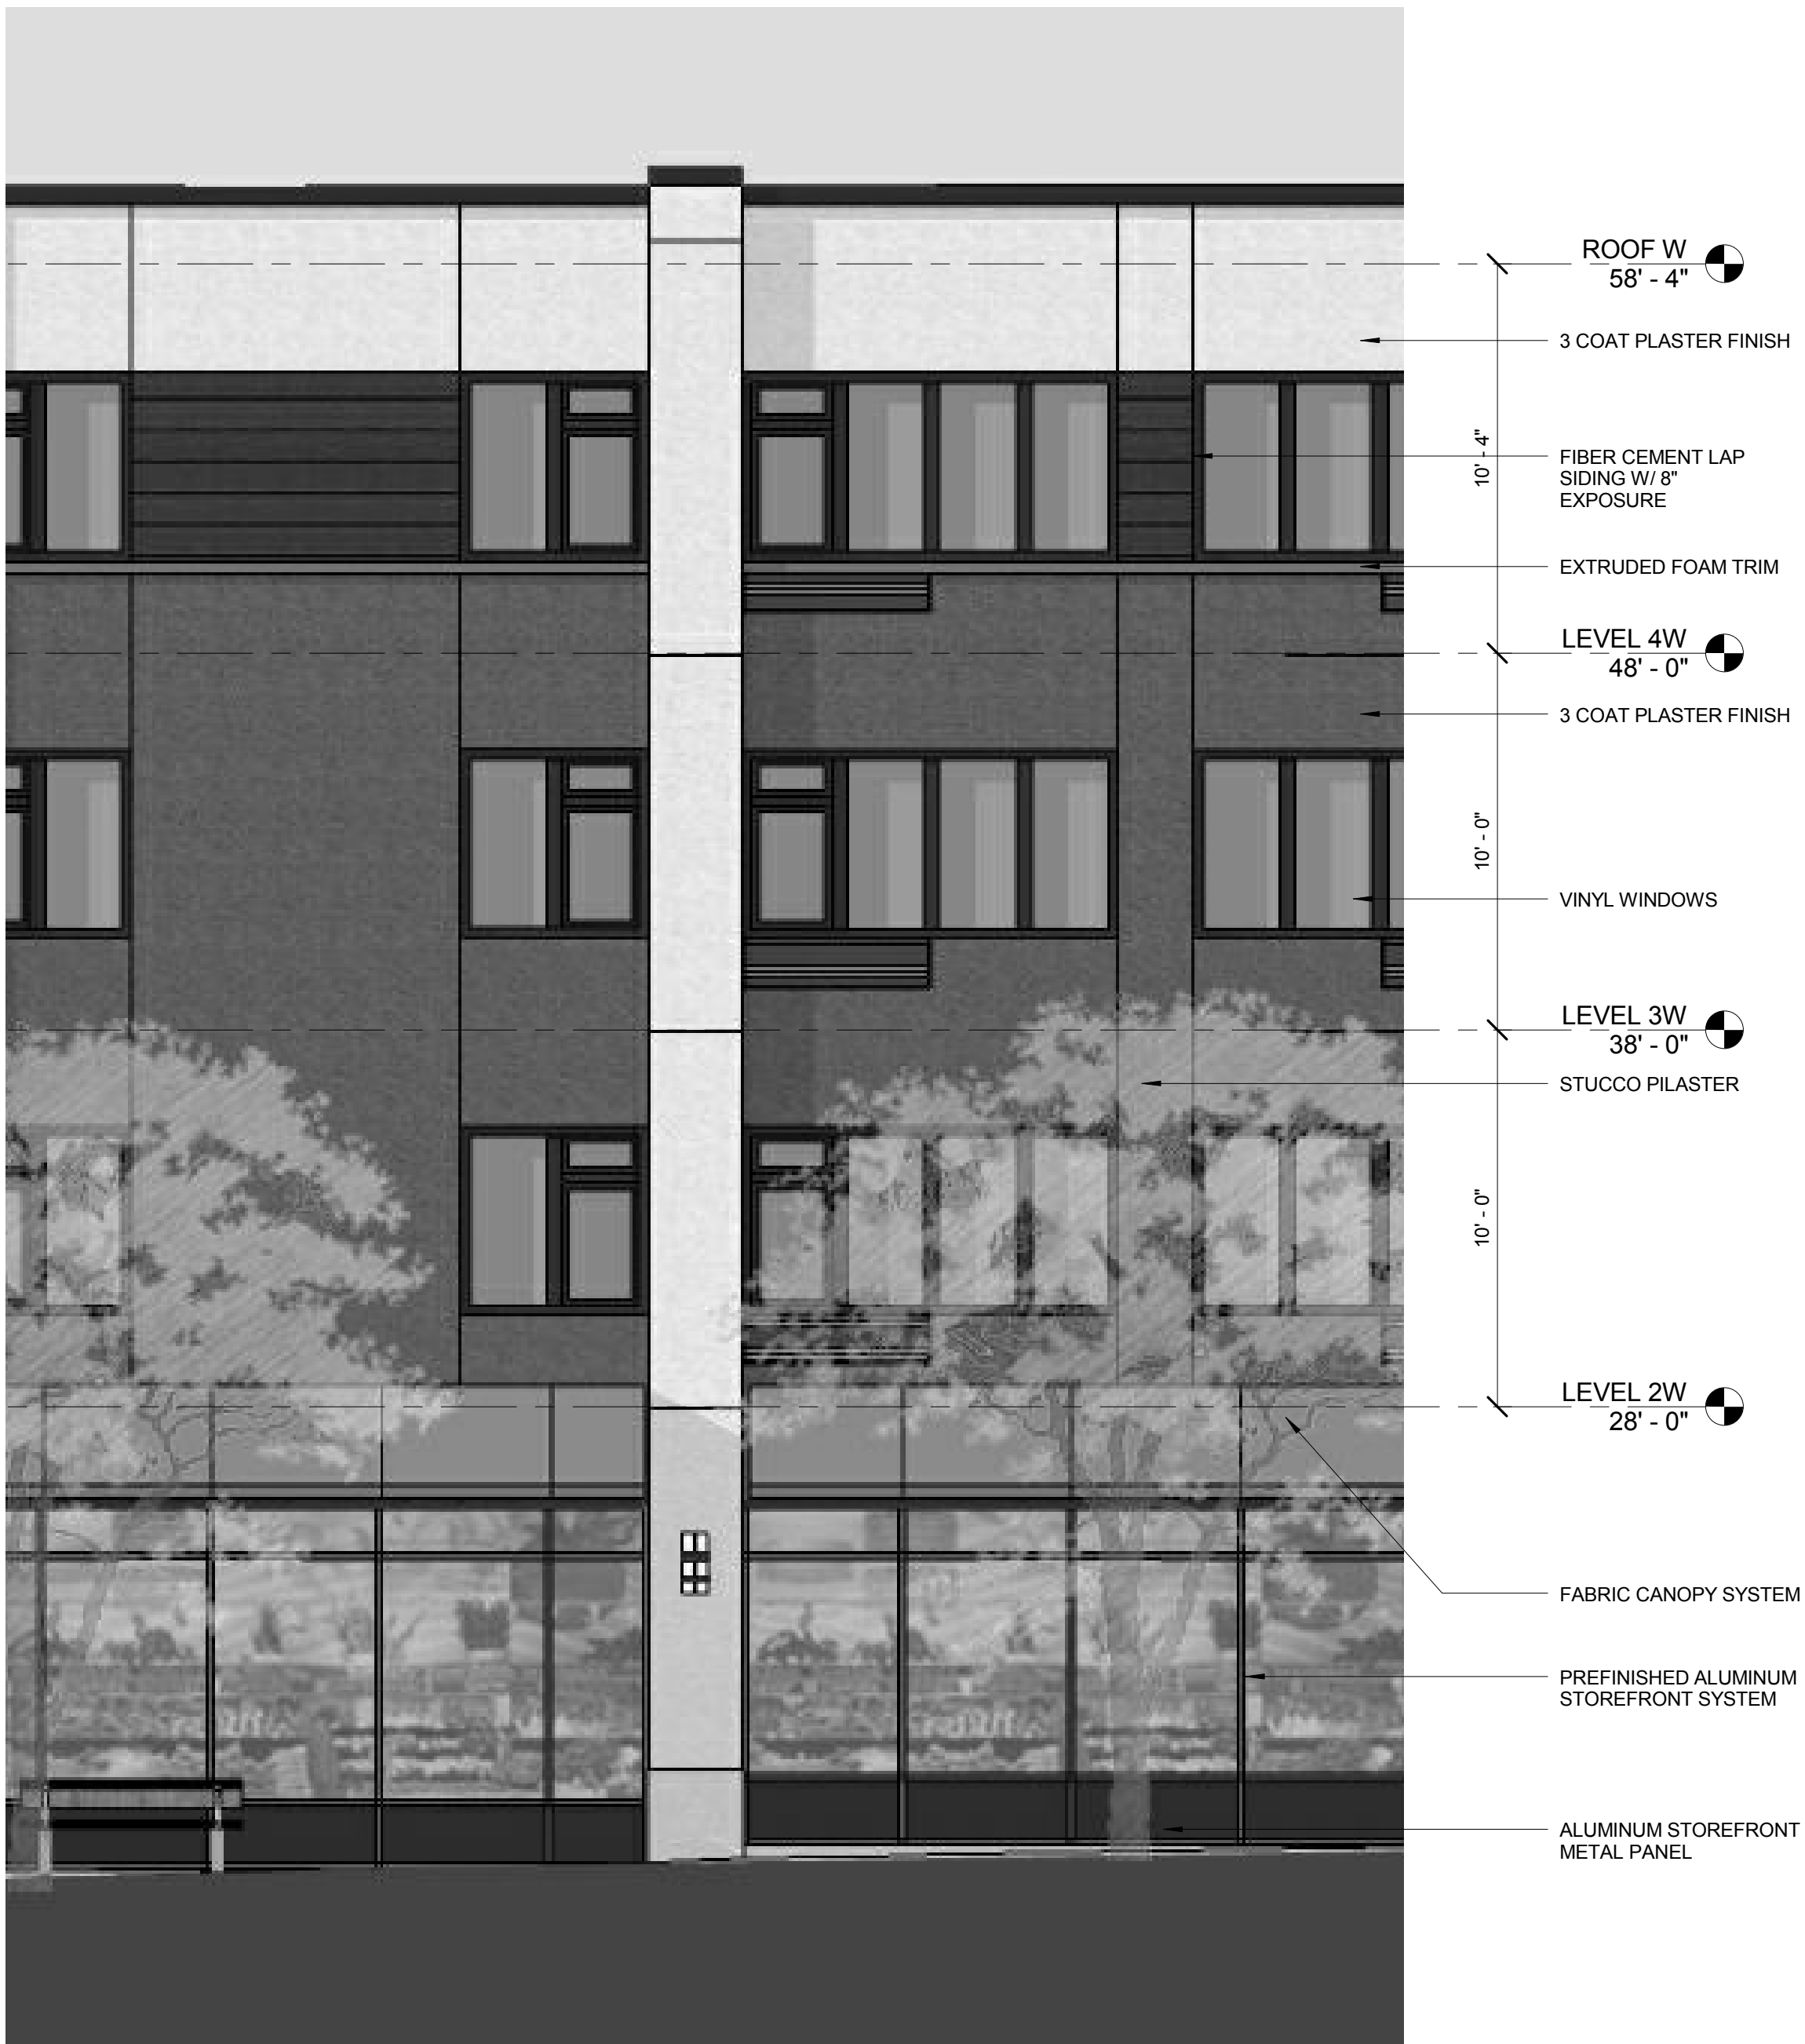 ROOF W
58' - 4"
3 COAT PLASTER FINISH
10' - 4"
FIBER CEMENT LAP
SIDING W/ 8"
EXPOSURE
EXTRUDED FOAM TRIM
LEVEL 4W
48' - 0"
3 COAT PLASTER FINISH
10' - 0"
VINYL WINDOWS
LEVEL 3W
38' - 0"
STUCCO PILASTER
10' - 0"
LEVEL 2W
28' - 0"
FABRIC CANOPY SYSTEM
PREFINISHED ALUMINUM
STOREFRONT SYSTEM
ALUMINUM STOREFRONT
METAL PANEL